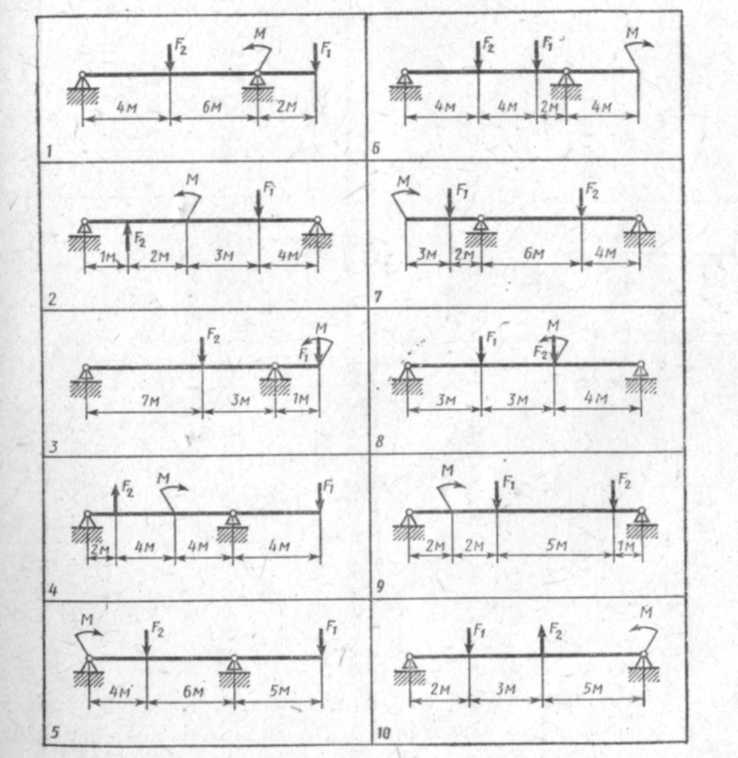 F₂ M F₁
4м 6м 2м
1
M F₁
F₂
1м 2м 3м 4м
2
F₂ M
7м 3м 1м
3
F₂ M F₁
2м 4м 4м 4м
4
M F₂ F₁
4м 6м 5м
5
F₂ F₁ M
4м 4м 2м 4м
6
M F₁ F₂
3м 2м 6м 4м
7
F₁ M
F₂
3м 3м 4м
8
M F₁ F₂
2м 2м 5м 1м
9
F₁ F₂ M
2м 3м 5м
10